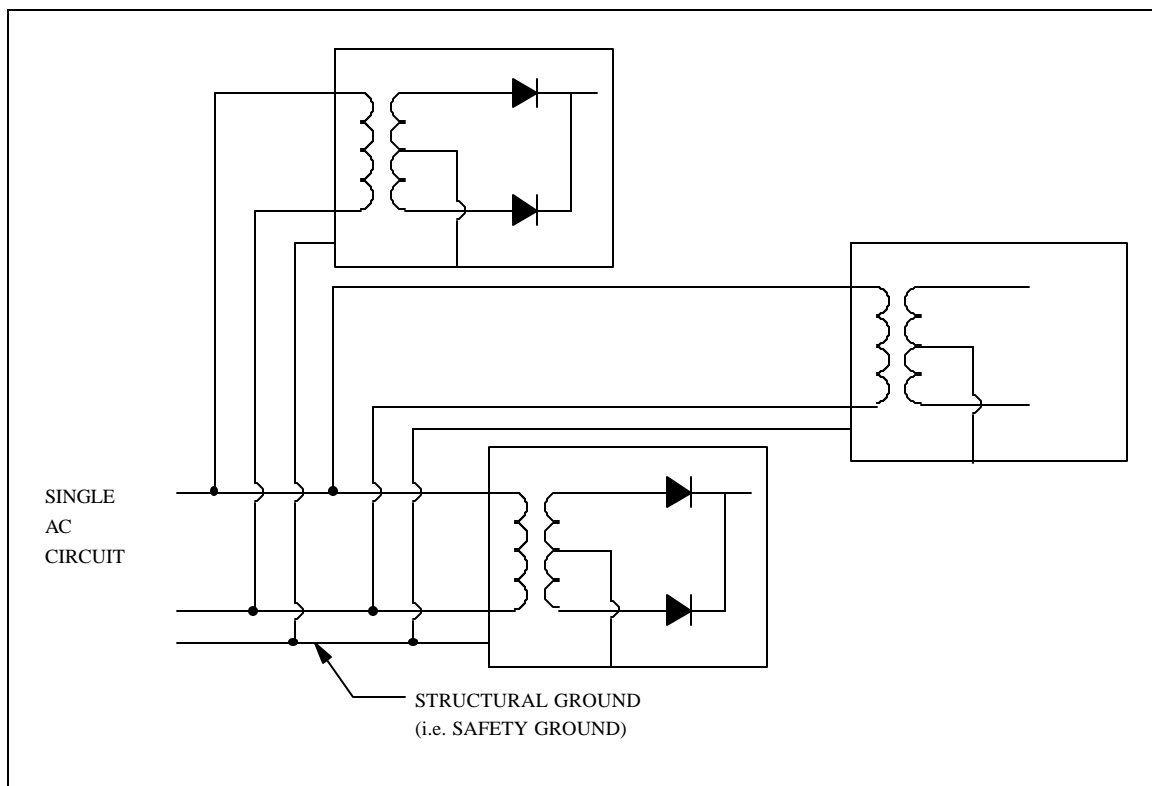 SINGLE
AC
CIRCUIT
STRUCTURAL GROUND
(i.e. SAFETY GROUND)